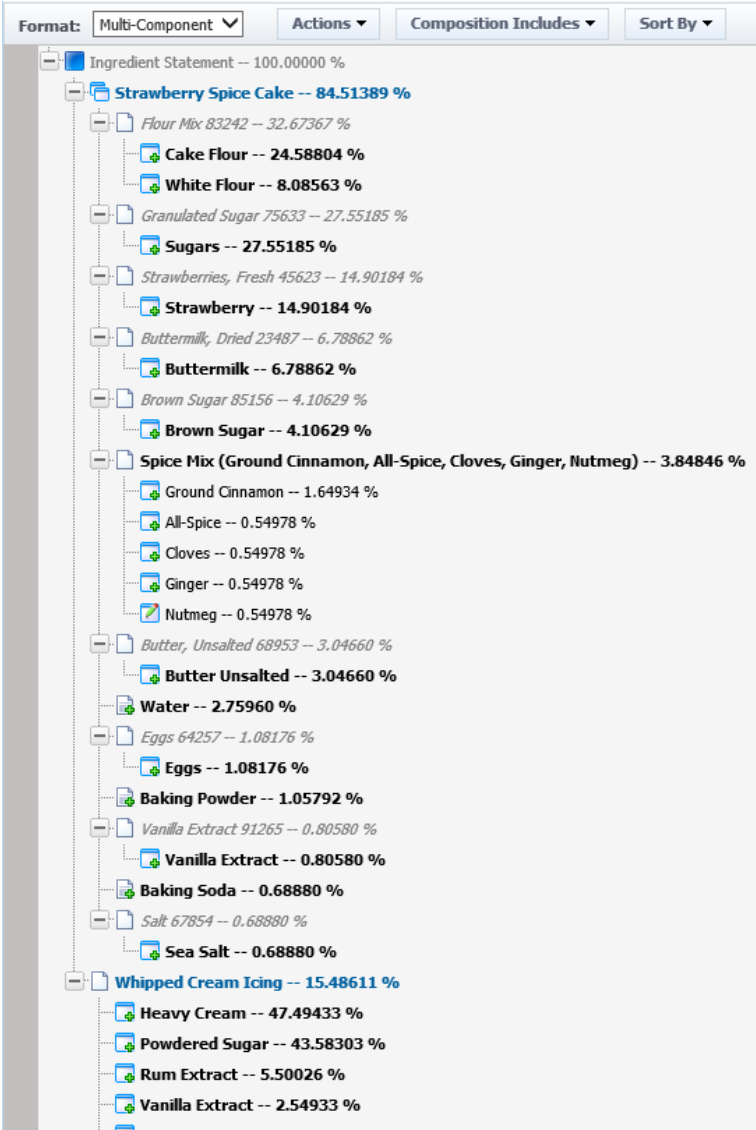 Format: Multi-Component Actions Composition Includes Sort By
Ingredient Statement -- 100.00000 %
Strawberry Spice Cake -- 84.51389 %
Flour Mix 83242 -- 32.67367 %
Cake Flour -- 24.58804 %
White Flour -- 8.08563 %
Granulated Sugar 75633 -- 27.55185 %
Sugars -- 27.55185 %
Strawberries, Fresh 45623 -- 14.90184 %
Strawberry -- 14.90184 %
Buttermilk, Dried 23487 -- 6.78862 %
Buttermilk -- 6.78862 %
Brown Sugar 85156 -- 4.10629 %
Brown Sugar -- 4.10629 %
Spice Mix (Ground Cinnamon, All-Spice, Cloves, Ginger, Nutmeg) -- 3.84846 %
Ground Cinnamon -- 1.64934 %
All-Spice -- 0.54978 %
Cloves -- 0.54978 %
Ginger -- 0.54978 %
Nutmeg -- 0.54978 %
Butter, Unsalted 68953 -- 3.04660 %
Butter Unsalted -- 3.04660 %
Water -- 2.75960 %
Eggs 64257 -- 1.08176 %
Eggs -- 1.08176 %
Baking Powder -- 1.05792 %
Vanilla Extract 91265 -- 0.80580 %
Vanilla Extract -- 0.80580 %
Baking Soda -- 0.68880 %
Salt 67854 -- 0.68880 %
Sea Salt -- 0.68880 %
Whipped Cream Icing -- 15.48611 %
Heavy Cream -- 47.49433 %
Powdered Sugar -- 43.58303 %
Rum Extract -- 5.50026 %
Vanilla Extract -- 2.54933 %